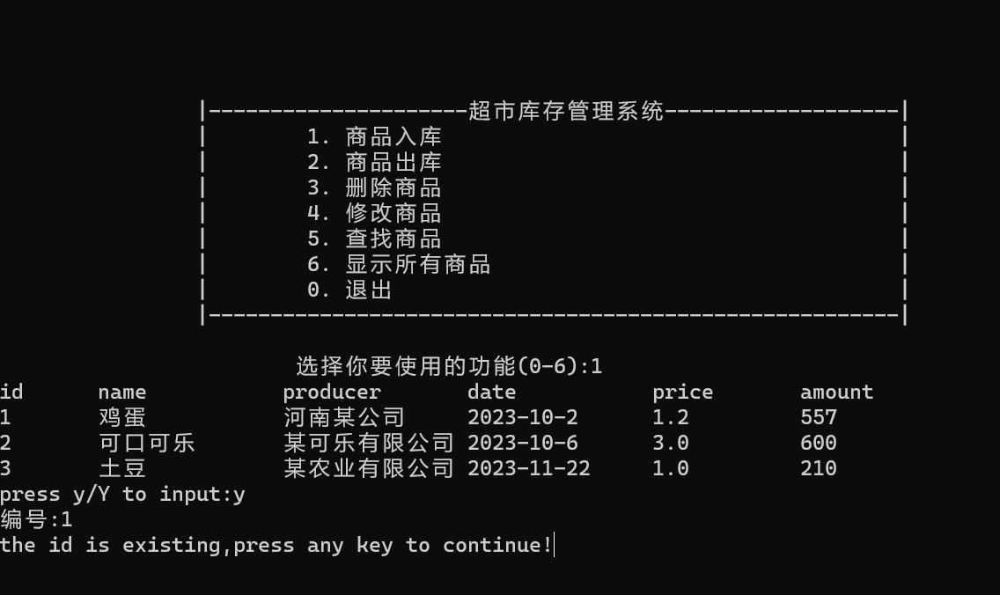 |---------------------超市库存管理系统-------------------|
|        1. 商品入库                                     |
|        2. 商品出库                                     |
|        3. 删除商品                                     |
|        4. 修改商品                                     |
|        5. 查找商品                                     |
|        6. 显示所有商品                                 |
|        0. 退出                                         |
|--------------------------------------------------------|
选择你要使用的功能(0-6):1
id      name           producer       date           price       amount
1       鸡蛋           河南某公司     2023-10-2      1.2         557
2       可口可乐       某可乐有限公司 2023-10-6      3.0         600
3       土豆           某农业有限公司 2023-11-22     1.0         210
press y/Y to input:y
编号:1
the id is existing,press any key to continue!